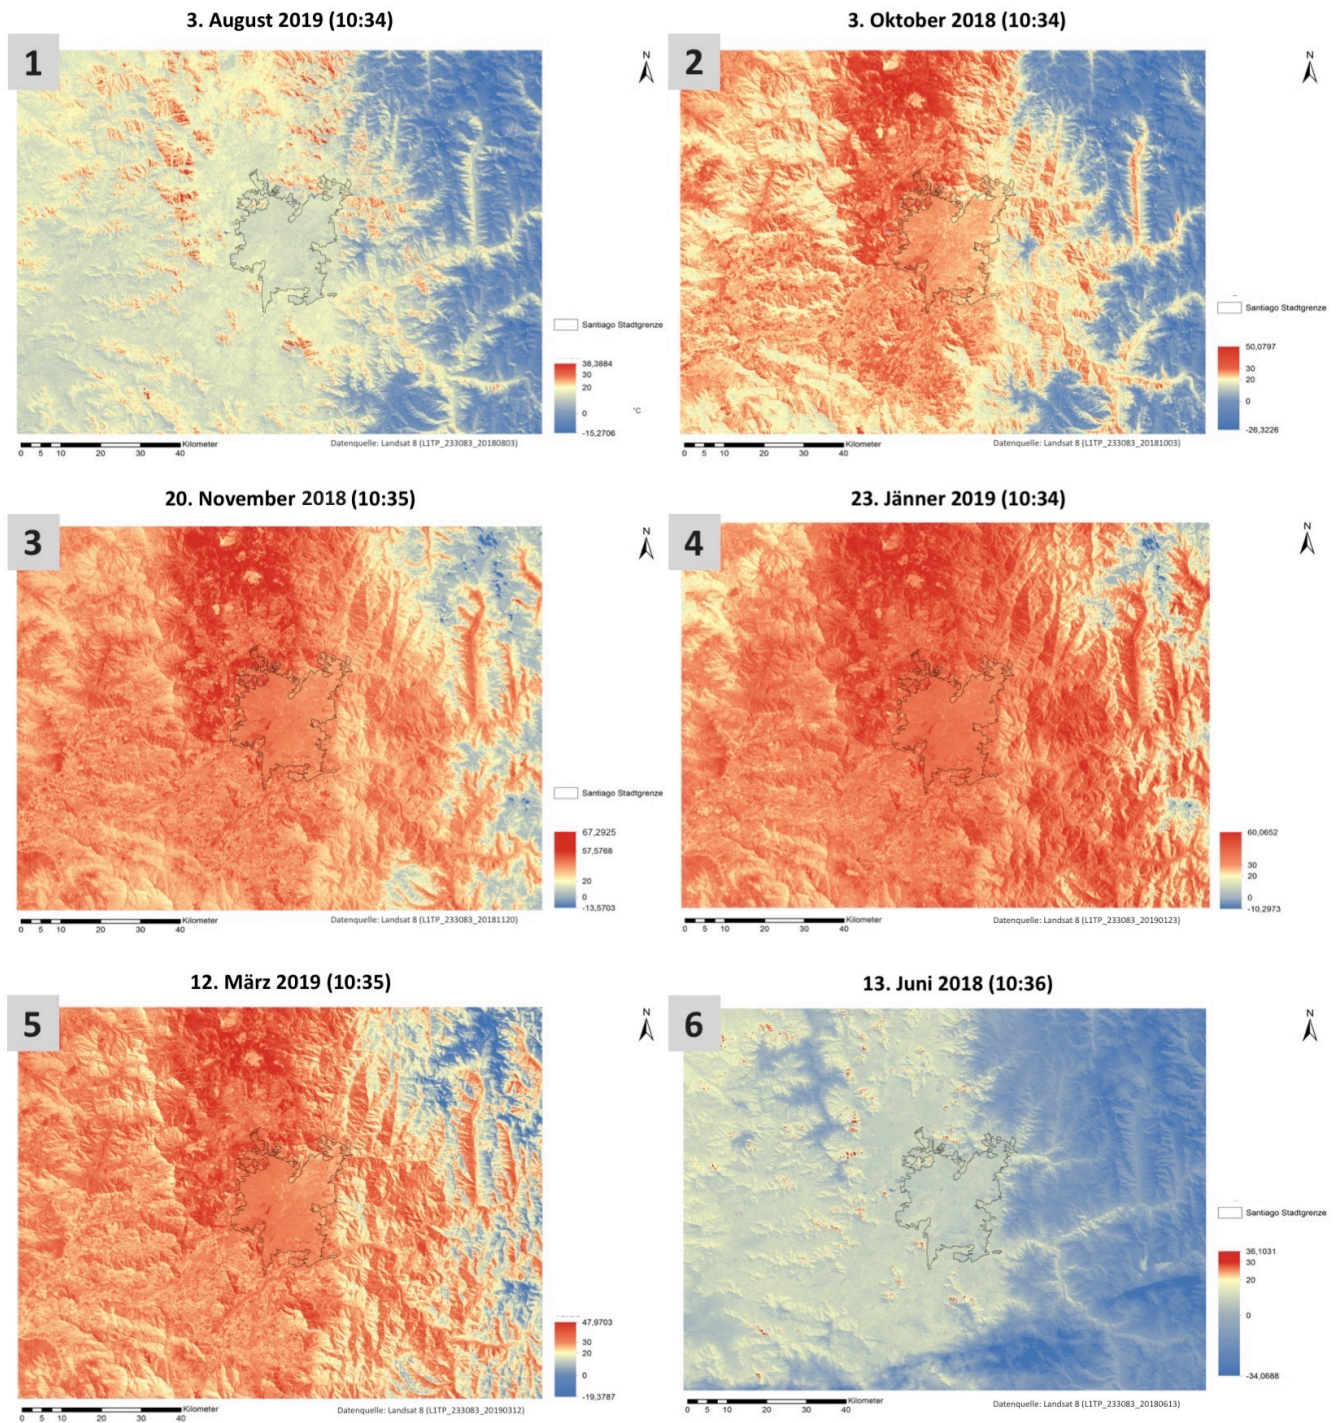 3. August 2019 (10:34)
1
N
Santiago Stadtgrenze
38,3884
30
20
0
-15,2706
°C
Kilometer
0 5 10 20 30 40
Datenquelle: Landsat 8 (L1TP_233083_20180803)
3. Oktober 2018 (10:34)
2
N
Santiago Stadtgrenze
50,0797
30
20
0
-26,3226
Kilometer
0 5 10 20 30 40
Datenquelle: Landsat 8 (L1TP_233083_20181003)
20. November 2018 (10:35)
3
N
Santiago Stadtgrenze
67,2925
57,5768
20
0
-13,5703
Kilometer
0 5 10 20 30 40
Datenquelle: Landsat 8 (L1TP_233083_20181120)
23. Jänner 2019 (10:34)
4
N
60,0652
30
20
0
-10,2973
Kilometer
0 5 10 20 30 40
Datenquelle: Landsat 8 (L1TP_233083_20190123)
12. März 2019 (10:35)
5
N
47,9703
30
20
0
-19,3787
Kilometer
0 5 10 20 30 40
Datenquelle: Landsat 8 (L1TP_233083_20190312)
13. Juni 2018 (10:36)
6
N
Santiago Stadtgrenze
36,1031
30
20
0
-34,0688
Kilometer
0 5 10 20 30 40
Datenquelle: Landsat 8 (L1TP_233083_20180613)